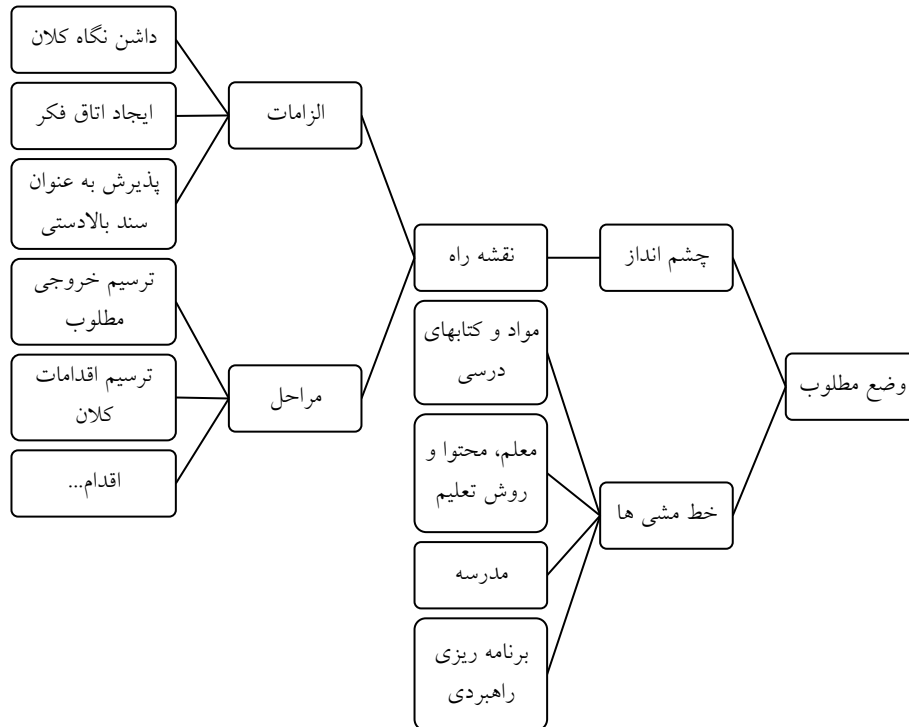 وضع مطلوب
چشم انداز
نقشه راه
الزامات
داشن نگاه کلان
ایجاد اتاق فکر
پذیرش به عنوان
سند بالادستی
مراحل
ترسیم خروجی
مطلوب
ترسیم اقدامات
کلان
اقدام...
خط مشی ها
مواد و کتابهای
درسی
معلم، محتوا و
روش تعلیم
مدرسه
برنامه ریزی
راهبردی